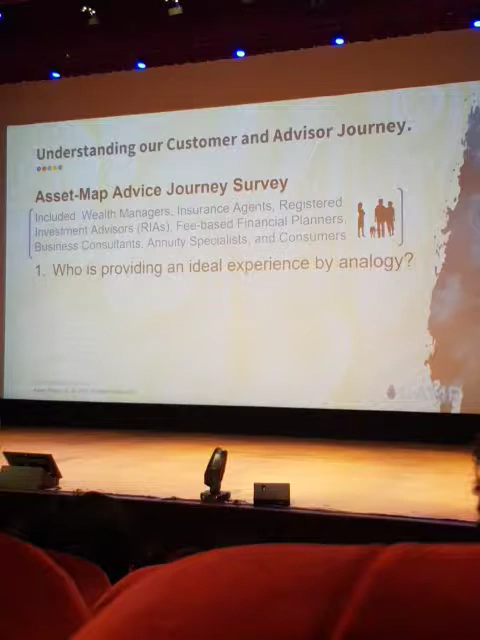 Understanding our Customer and Advisor Journey.
Asset-Map Advice Journey Survey
Included Wealth Managers, Insurance Agents, Registered
Investment Advisors (RIAs), Fee-based Financial Planners,
Business Consultants, Annuity Specialists, and Consumers
1. Who is providing an ideal experience by analogy?